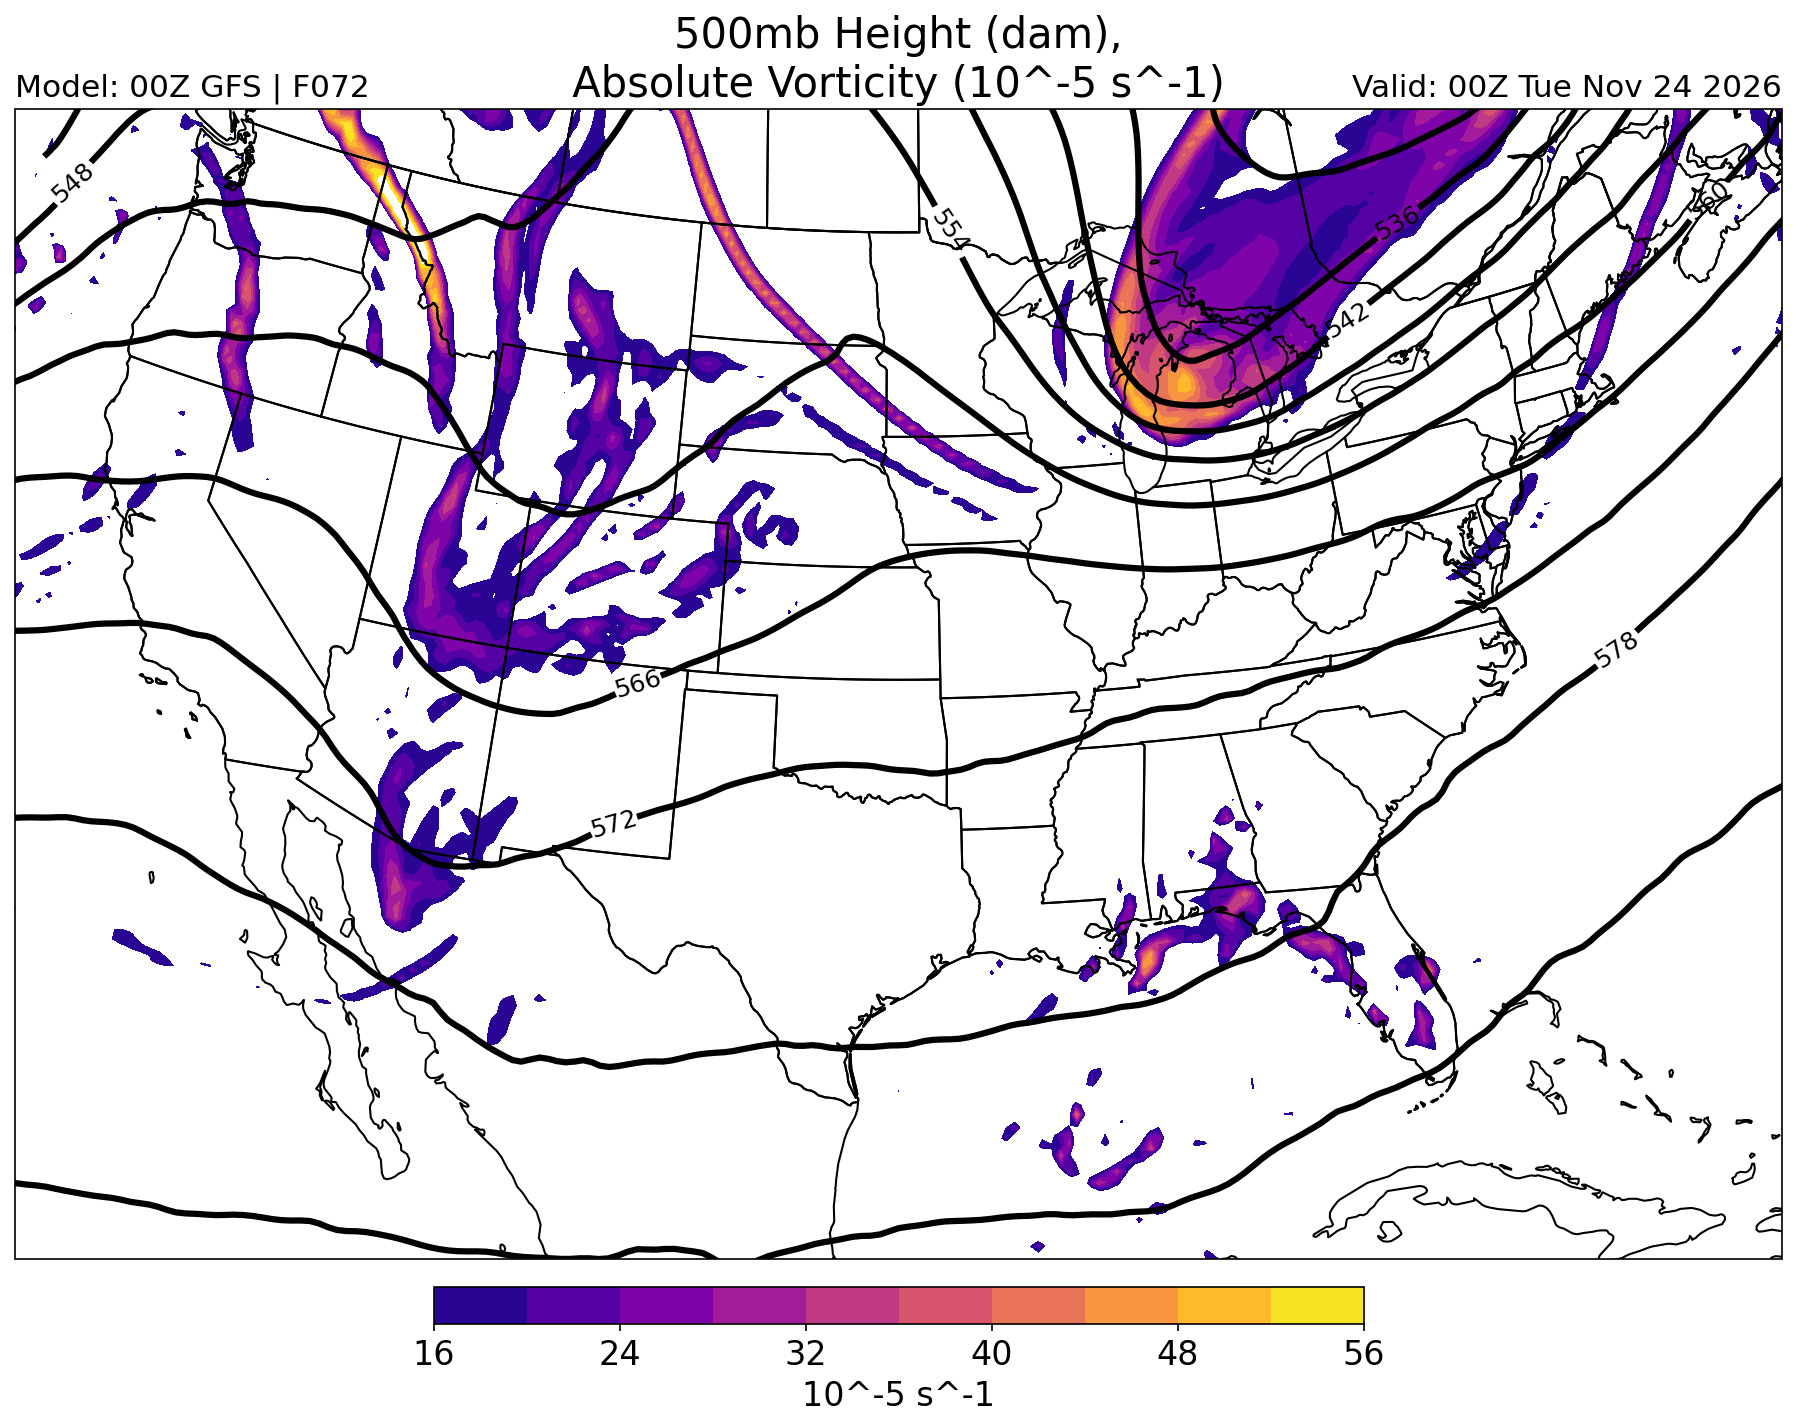 500mb Height (dam),
Model: 00Z GFS | F072
Absolute Vorticity (10^-5 s^-1)
Valid: 00Z Tue Nov 24 2026
548
554
560
536
542
578
566
572
16 24 32 40 48 56
10^-5 s^-1